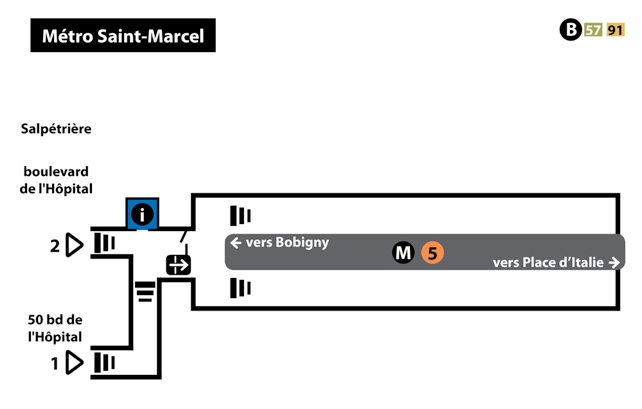 Métro Saint-Marcel
B 57 91
Salpétrière
boulevard
de l'Hôpital
i
2
← vers Bobigny
M 5
vers Place d'Italie →
50 bd de
l'Hôpital
1